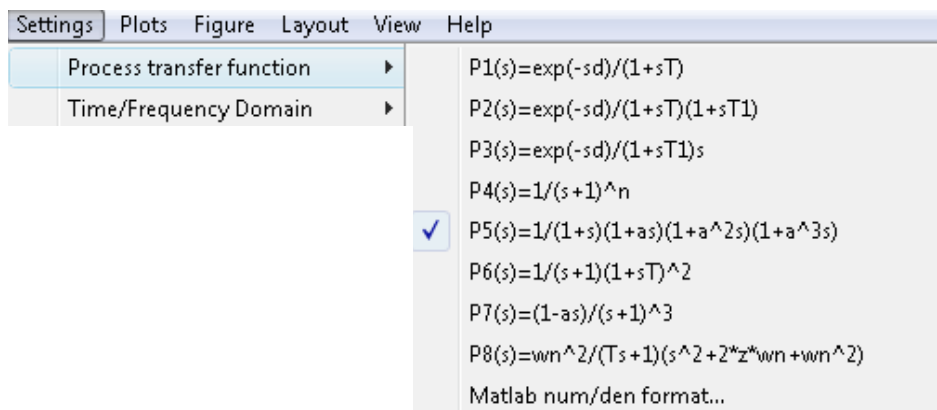 Settings Plots Figure Layout View Help
Process transfer function
Time/Frequency Domain
P1(s)=exp(-sd)/(1+sT)
P2(s)=exp(-sd)/(1+sT)(1+sT1)
P3(s)=exp(-sd)/(1+sT1)s
P4(s)=1/(s+1)^n
P5(s)=1/(1+s)(1+as)(1+a^2s)(1+a^3s)
P6(s)=1/(s+1)(1+sT)^2
P7(s)=(1-as)/(s+1)^3
P8(s)=wn^2/(Ts+1)(s^2+2*z*wn+wn^2)
Matlab num/den format...